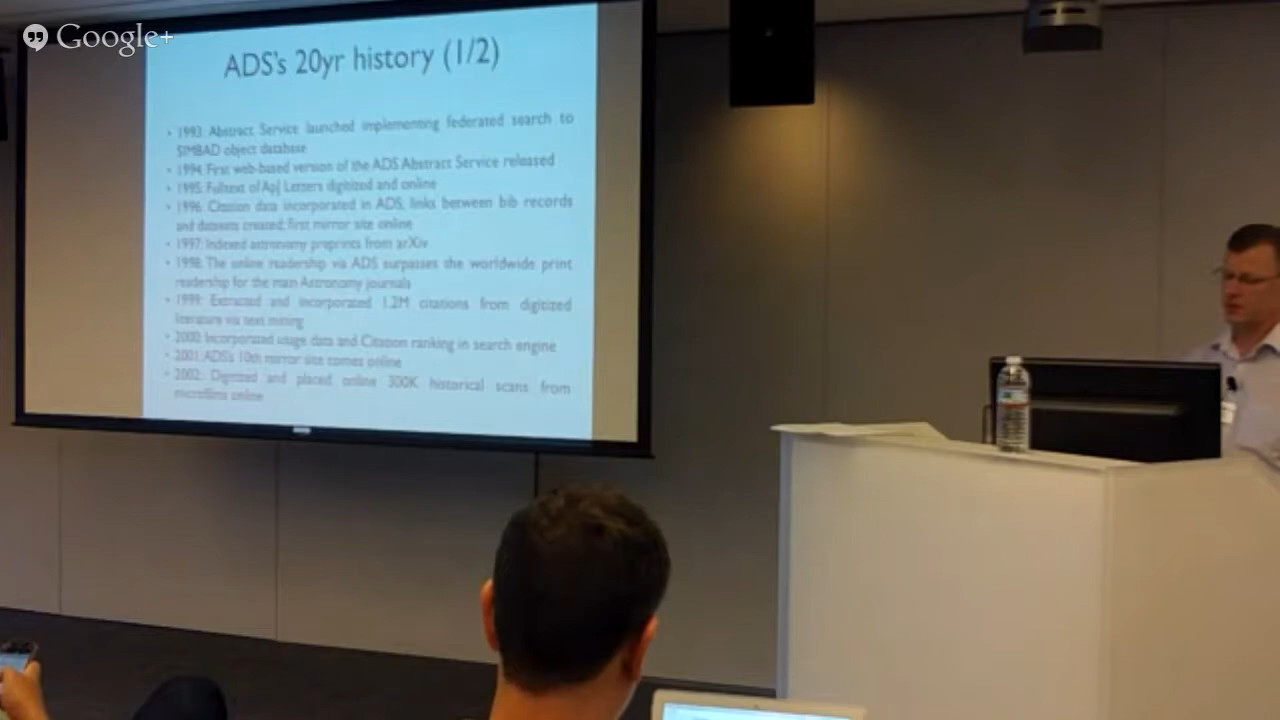 Google+
ADS's 20yr history (1/2)
• 1993: Abstract Service launched implementing federated search to
SIMBAD object database
• 1994: First web-based version of the ADS Abstract Service released
• 1995: Fulltext of ApJ Letters digitized and online
• 1996: Citation data incorporated in ADS, links between bib records
and datasets created; first mirror site online
• 1997: Indexed astronomy preprints from arXiv
• 1998: The online readership via ADS surpasses the worldwide print
readership for the main Astronomy journals
• 1999: Extracted and incorporated 1.2M citations from digitized
literature via text mining
• 2000: Incorporated usage data and Citation ranking in search engine
• 2001: ADS's 10th mirror site comes online
• 2002: Digitized and placed online 300K historical scans from
microfilms online